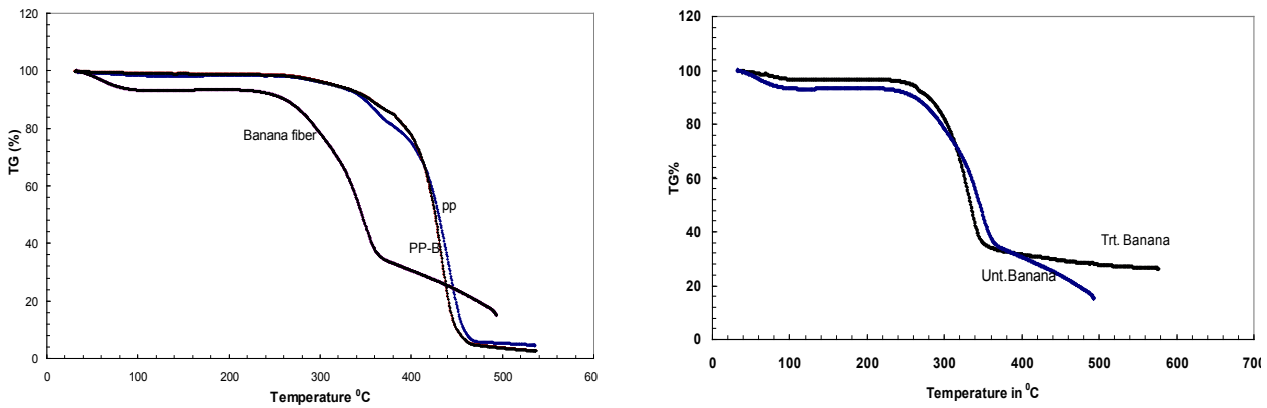 120
100
80
60
40
20
0
TG (%)
Banana fiber
pp
PP-B
0 100 200 300 400 500 60
Temperature ⁰C
120
100
80
60
40
20
0
TG%
Trt. Banana
Unt.Banana
0 100 200 300 400 500 600 700
Temperature in ⁰C